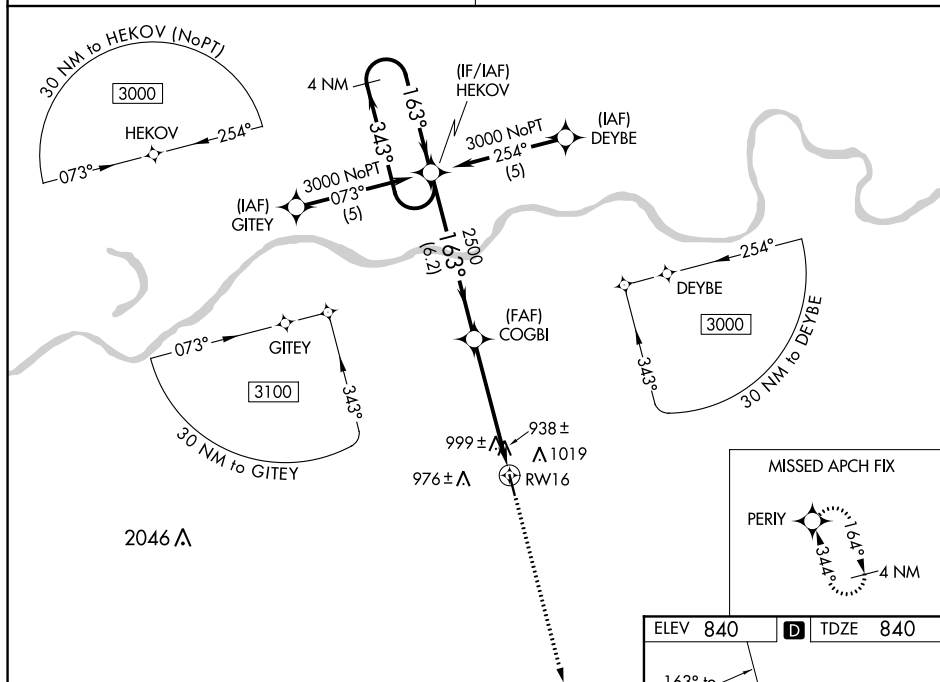 30 NM to HEKOV (NoPT)
3000
HEKOV
073°
254°
4 NM
163°
343°
(IF/IAF)
HEKOV
(IAF)
DEYBE
3000 NoPT
254°
(5)
3000 NoPT
073°
(5)
(IAF)
GITEY
2500
163°
(6.2)
(FAF)
COGBI
073°
GITEY
3100
343°
30 NM to GITEY
254°
DEYBE
3000
343°
30 NM to DEYBE
999 ±
938 ±
1019
976 ±
RW16
2046
MISSED APCH FIX
PERIY
164°
344°
4 NM
ELEV 840 D TDZE 840
163° to